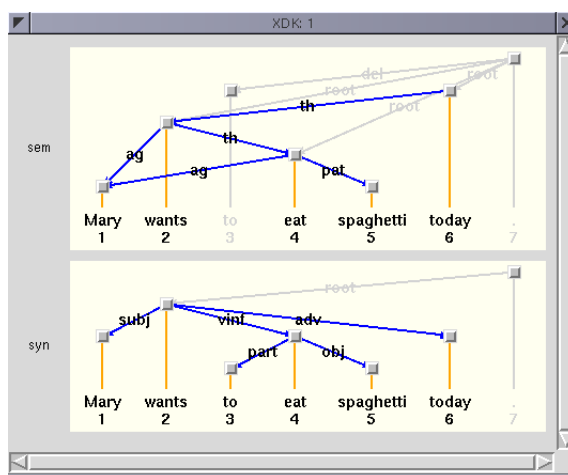 XDK: 1
del
root
root
root
th
sem
th
ag
ag
pat
Mary wants to eat spaghetti today .
1 2 3 4 5 6 7
root
subj vint adv
syn
part obj
Mary wants to eat spaghetti today .
1 2 3 4 5 6 7